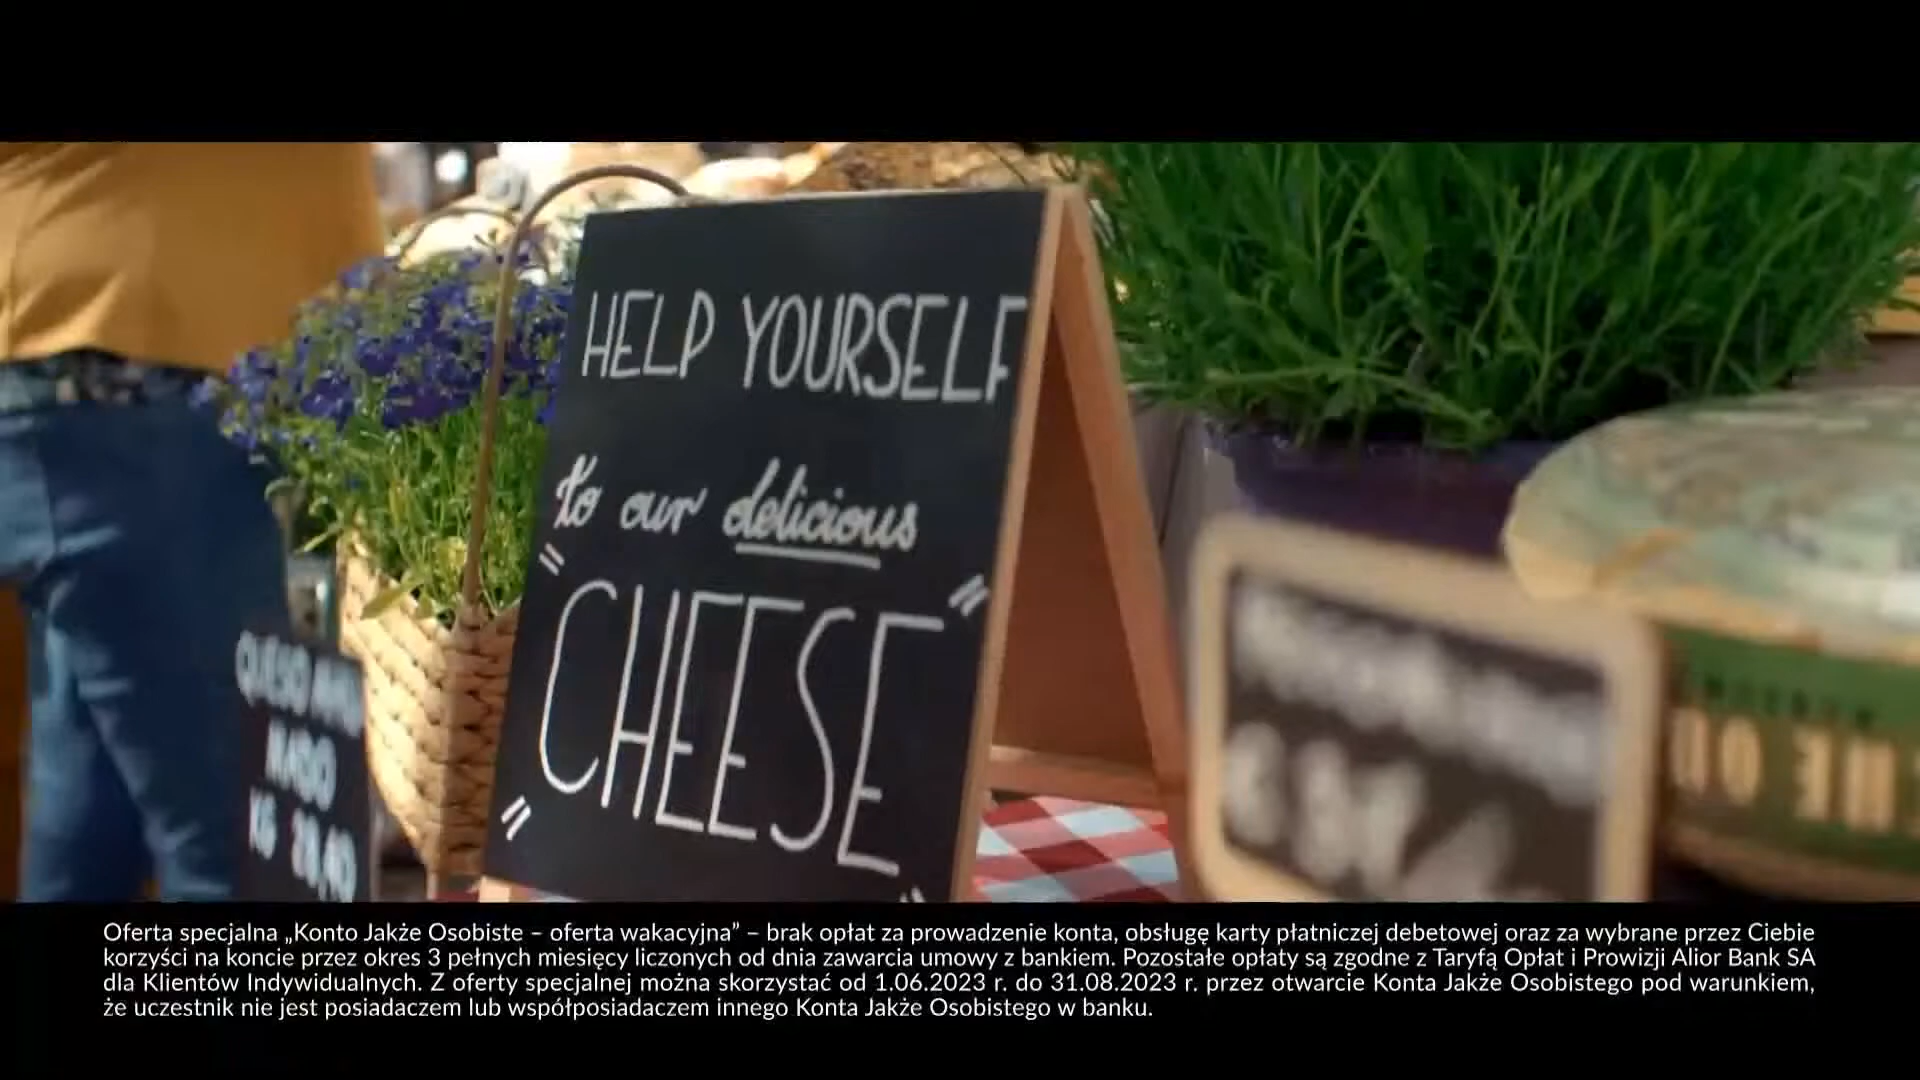 HELP YOURSELF
to our delicious
"CHEESE"
QUESO
KG 28,40
Oferta specjalna „Konto Jakże Osobiste – oferta wakacyjna” – brak opłat za prowadzenie konta, obsługę karty płatniczej debetowej oraz za wybrane przez Ciebie
korzyści na koncie przez okres 3 pełnych miesięcy liczonych od dnia zawarcia umowy z bankiem. Pozostałe opłaty są zgodne z Taryfą Opłat i Prowizji Alior Bank SA
dla Klientów Indywidualnych. Z oferty specjalnej można skorzystać od 1.06.2023 r. do 31.08.2023 r. przez otwarcie Konta Jakże Osobistego pod warunkiem,
że uczestnik nie jest posiadaczem lub współposiadaczem innego Konta Jakże Osobistego w banku.